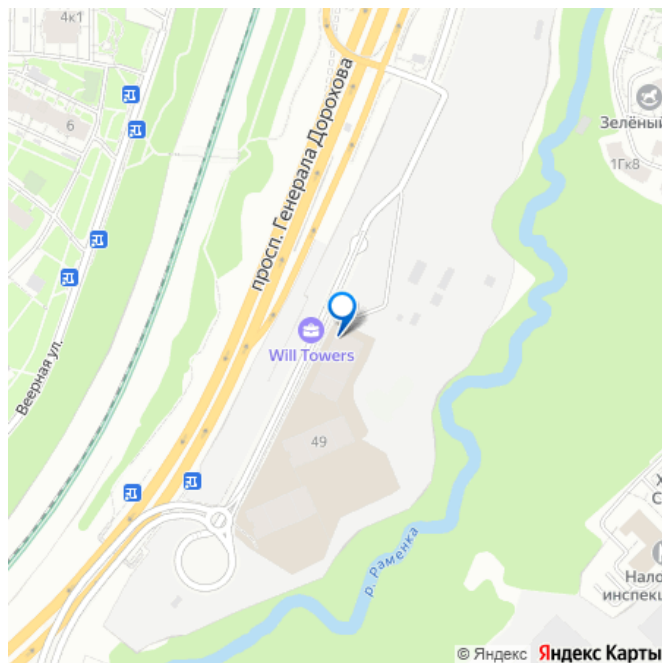 4к1
6
просп. Генерала Дорохова
Зелёный
1Гк8
Will Towers
Веерная ул.
49
р. Раменка
Х
С
Нало
инспекц
© Яндекс Яндекс Карты